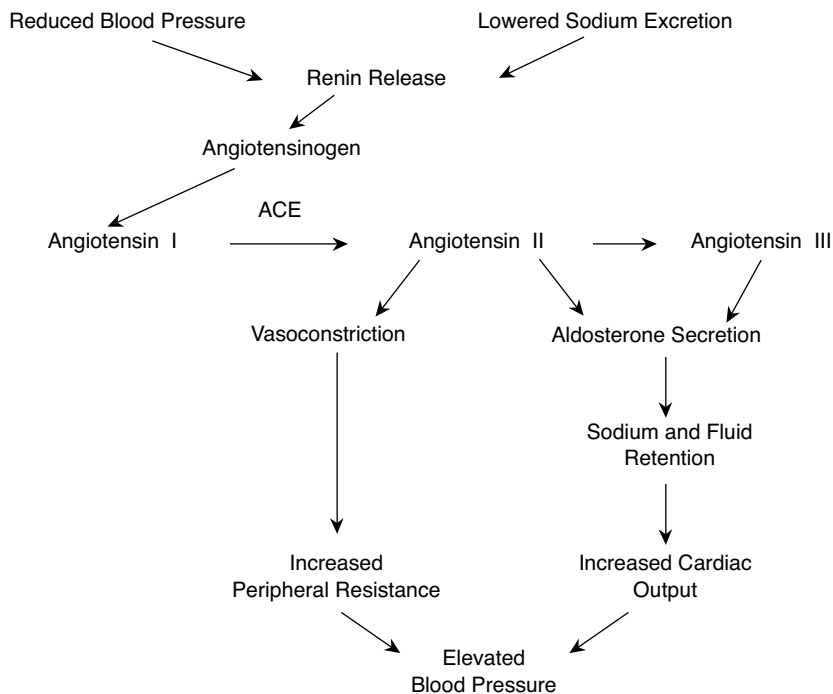 Reduced Blood Pressure
Lowered Sodium Excretion
Renin Release
Angiotensinogen
ACE
Angiotensin I
Angiotensin II
Angiotensin III
Vasoconstriction
Aldosterone Secretion
Sodium and Fluid
Retention
Increased
Peripheral Resistance
Increased Cardiac
Output
Elevated
Blood Pressure